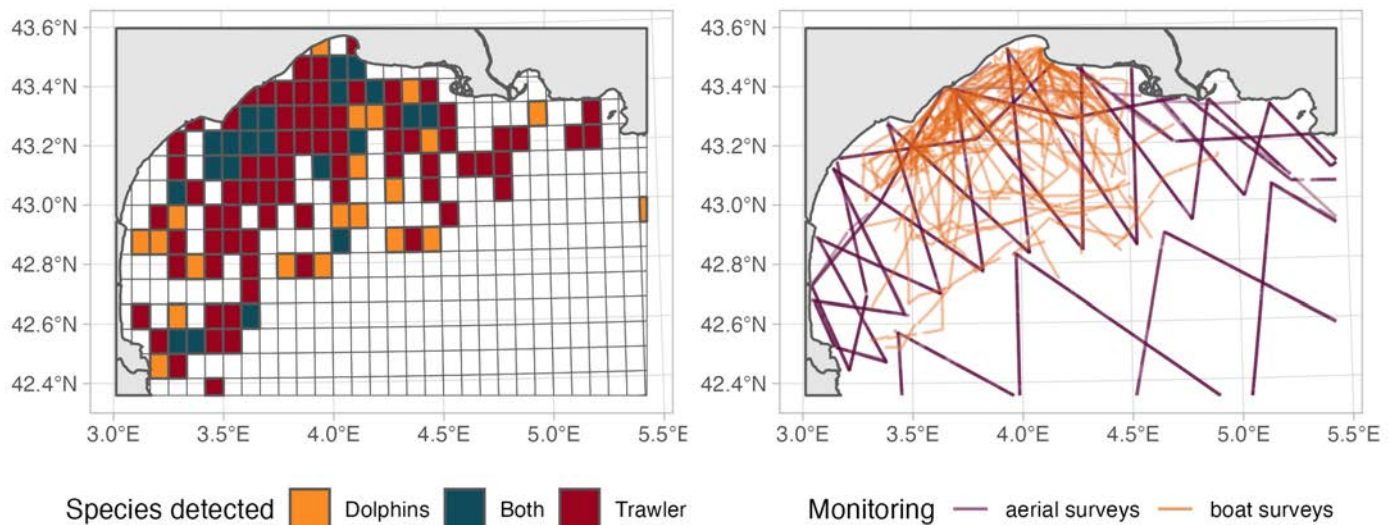 43.6°N
43.4°N
43.2°N
43.0°N
42.8°N
42.6°N
42.4°N
3.0°E 3.5°E 4.0°E 4.5°E 5.0°E 5.5°E
43.6°N
43.4°N
43.2°N
43.0°N
42.8°N
42.6°N
42.4°N
3.0°E 3.5°E 4.0°E 4.5°E 5.0°E 5.5°E
Species detected Dolphins Both Trawler
Monitoring aerial surveys boat surveys